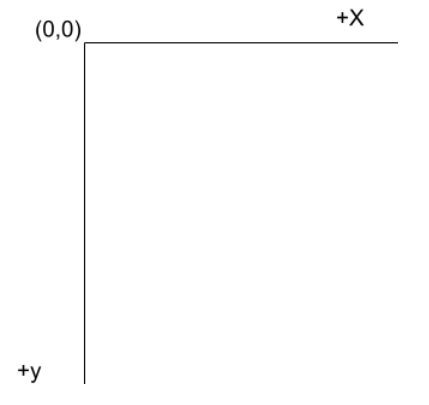 +X
(0,0)
+y